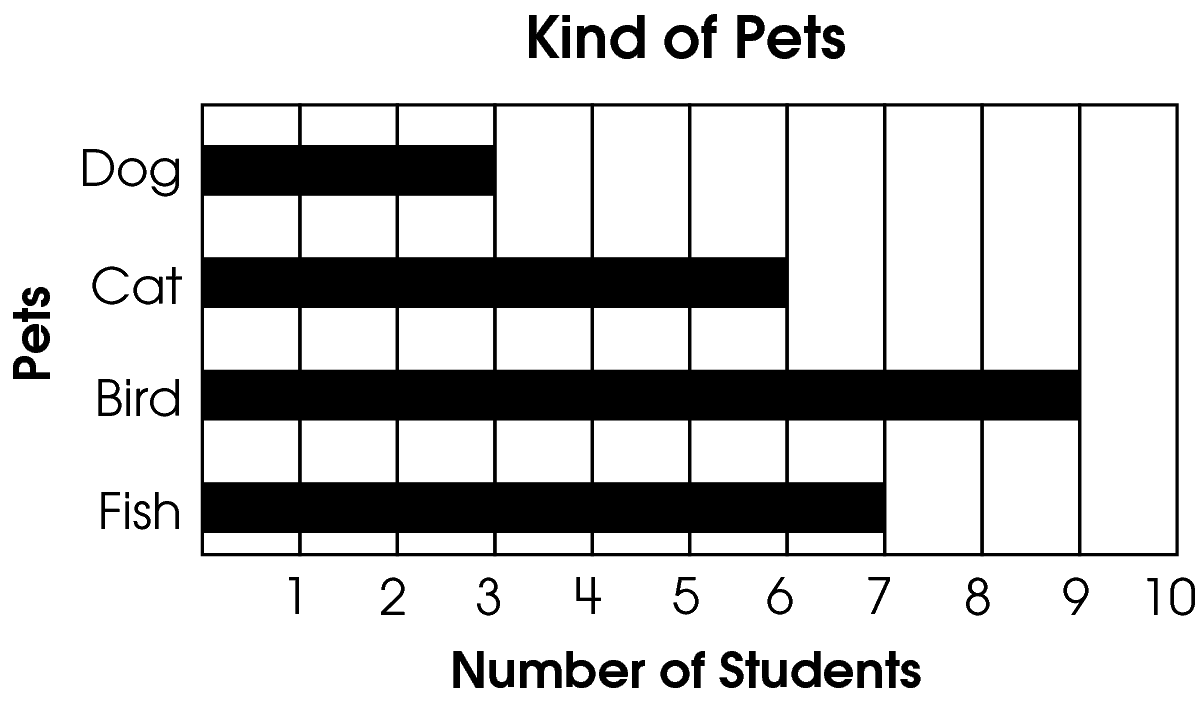 Kind of Pets
Pets
Dog
Cat
Bird
Fish
1 2 3 4 5 6 7 8 9 10
Number of Students